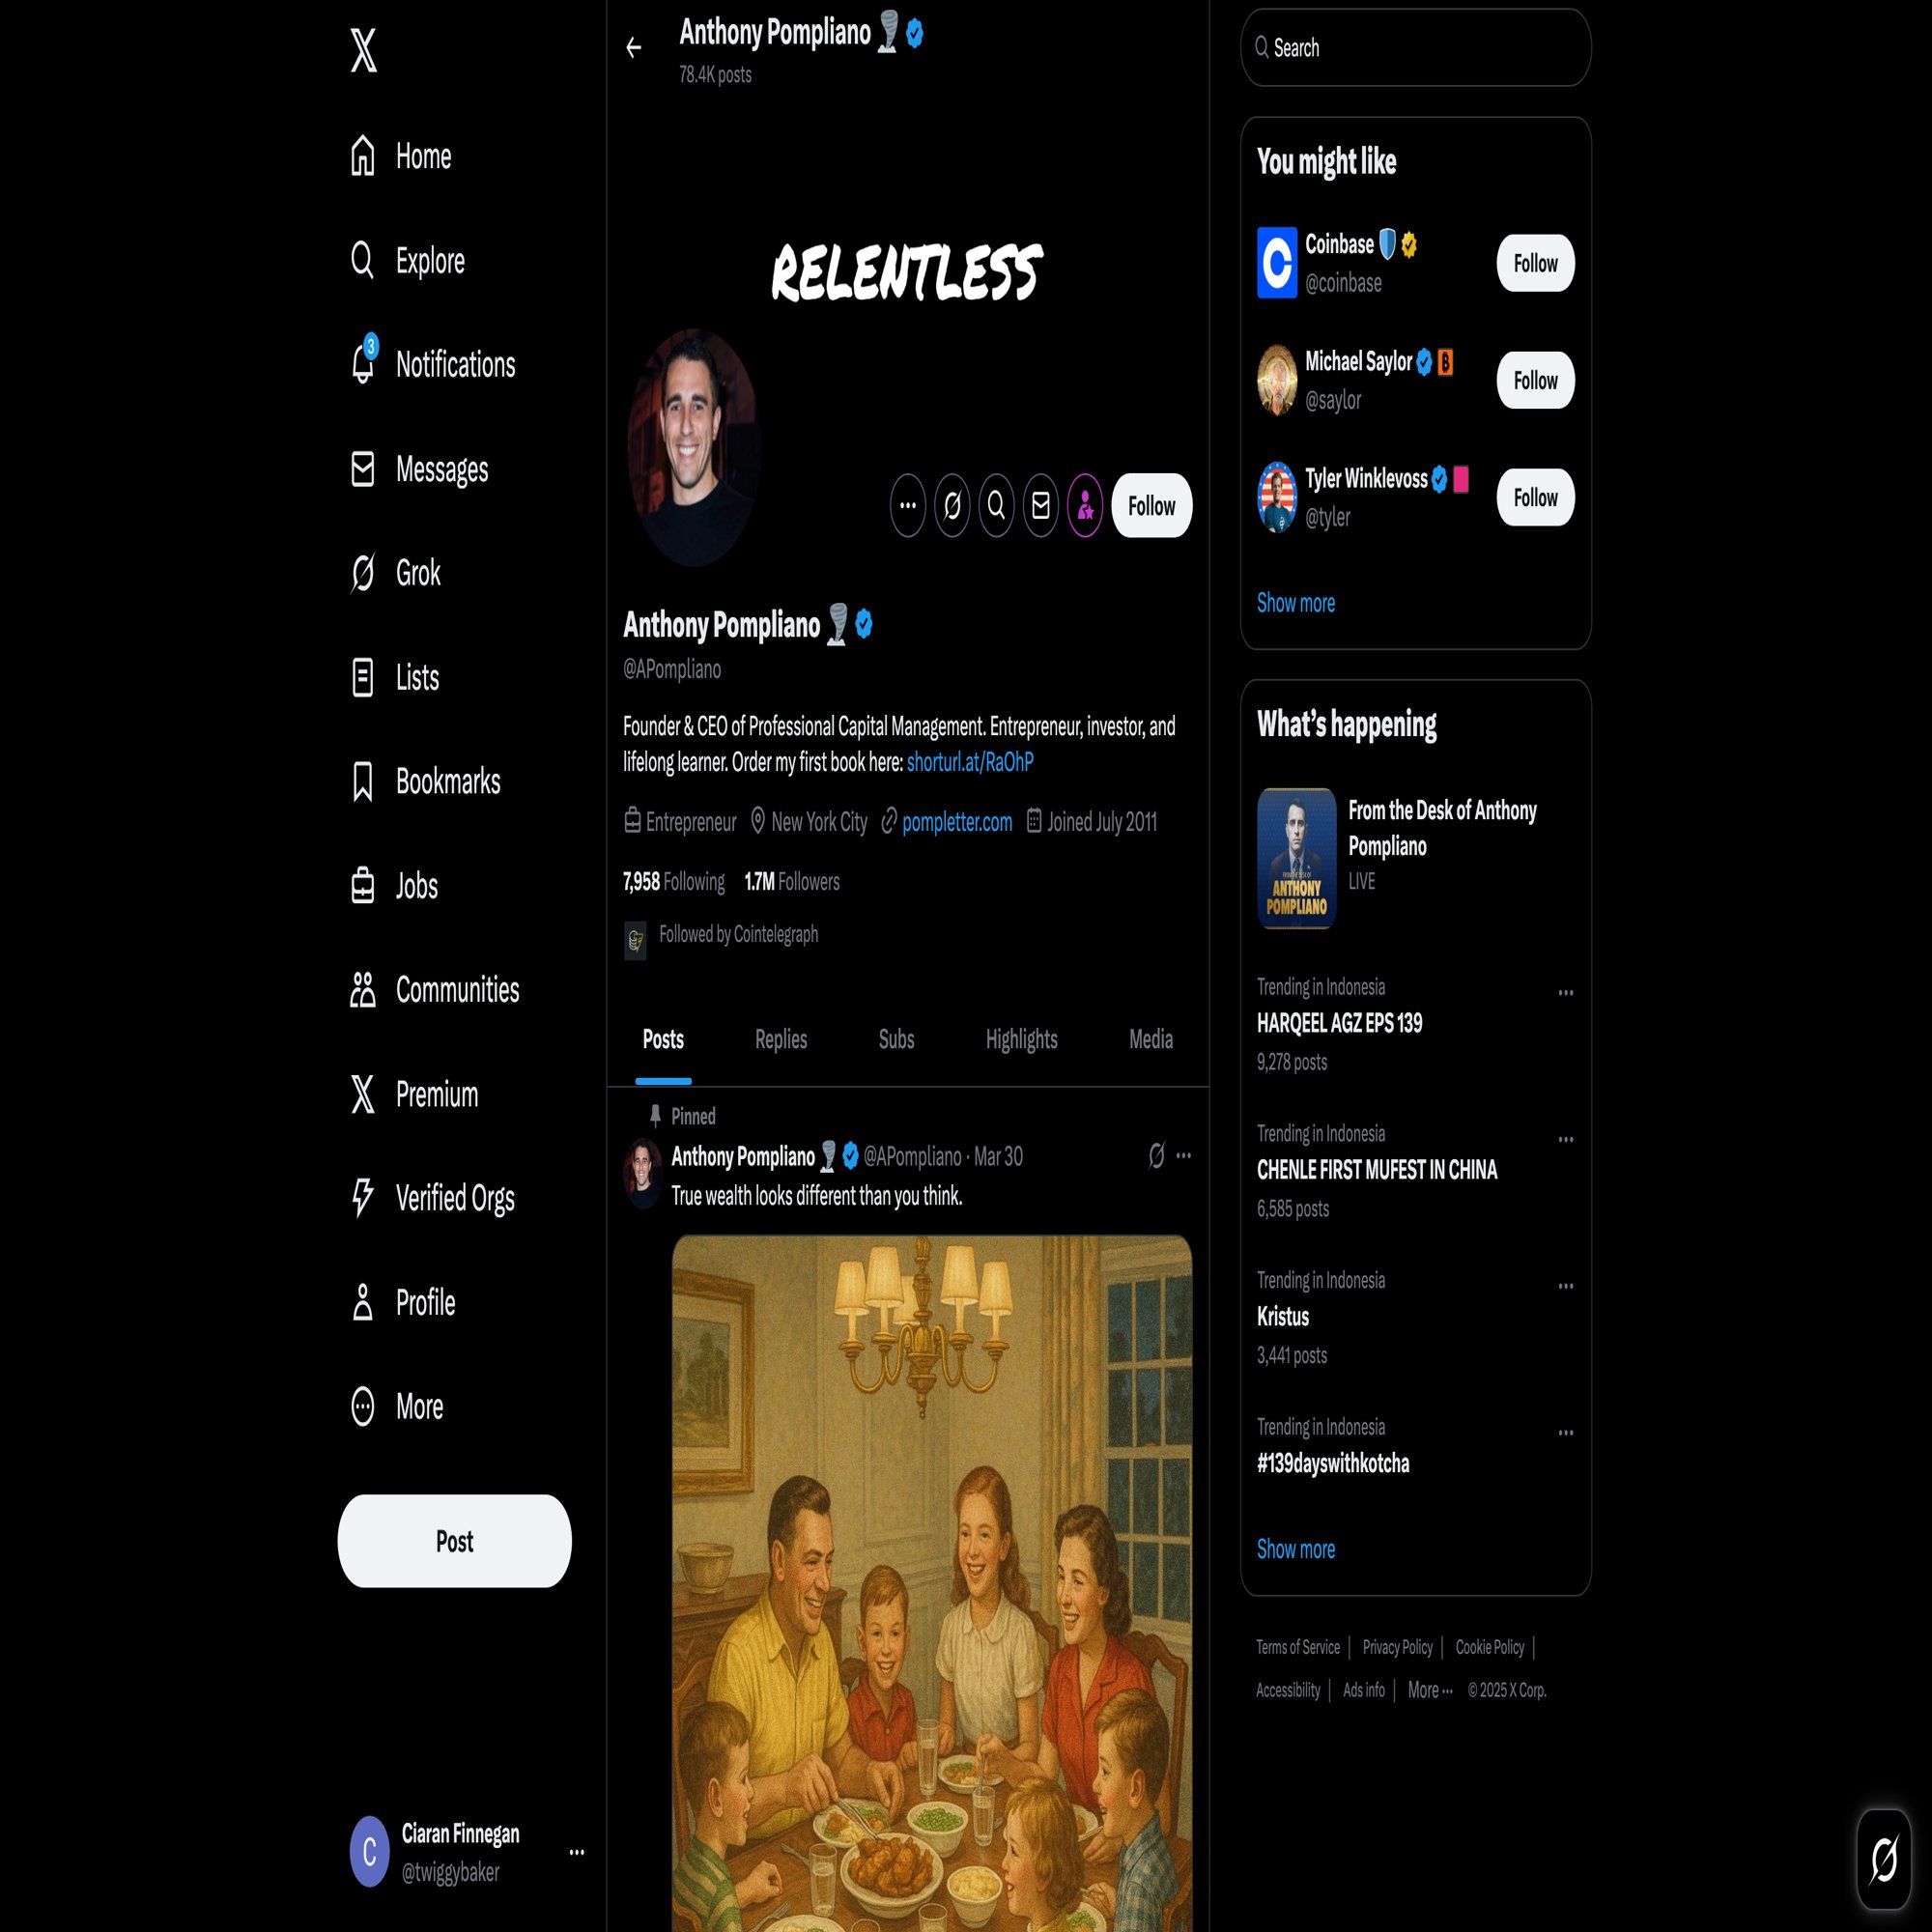 Anthony Pompliano
78.4K posts
Home
Explore
3
Notifications
Messages
Grok
Lists
Bookmarks
Jobs
Communities
Premium
Verified Orgs
Profile
More
Post
Ciaran Finnegan
@twiggybaker
C
RELENTLESS
Follow
Anthony Pompliano
@APompliano
Founder & CEO of Professional Capital Management. Entrepreneur, investor, and
lifelong learner. Order my first book here: shorturl.at/RaOhP
Entrepreneur New York City pompletter.com Joined July 2011
7,958 Following 1.7M Followers
Followed by Cointelegraph
Posts Replies Subs Highlights Media
Pinned
Anthony Pompliano @APompliano · Mar 30
True wealth looks different than you think.
Search
You might like
Coinbase
@coinbase
Follow
Michael Saylor
@saylor
Follow
Tyler Winklevoss
@tyler
Follow
Show more
What's happening
FROM THE DESK OF
ANTHONY
POMPLIANO
From the Desk of Anthony
Pompliano
LIVE
Trending in Indonesia
HARQEEL AGZ EPS 139
9,278 posts
Trending in Indonesia
CHENLE FIRST MUFEST IN CHINA
6,585 posts
Trending in Indonesia
Kristus
3,441 posts
Trending in Indonesia
#139dayswithkotcha
Show more
Terms of Service | Privacy Policy | Cookie Policy |
Accessibility | Ads info | More ··· © 2025 X Corp.